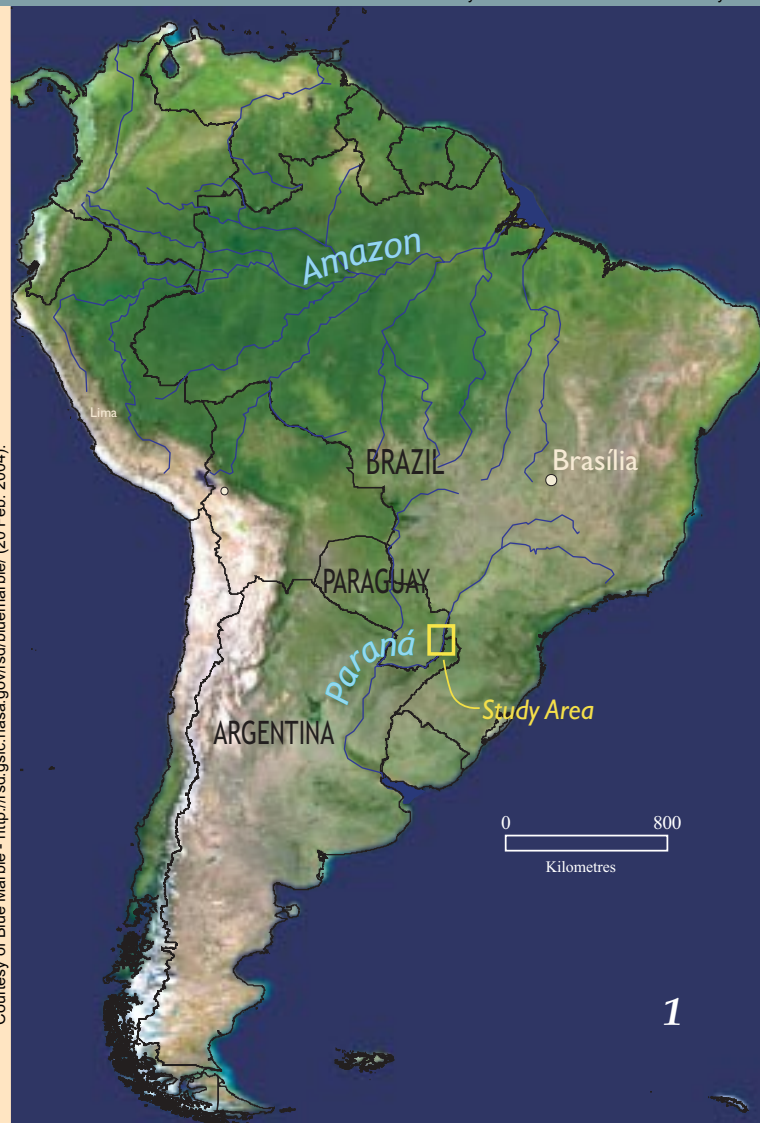 Amazon
Lima
BRAZIL
Brasília
PARAGUAY
Paraná
Study Area
ARGENTINA
0 800
Kilometres
1
Courtesy of Blue Marble - http://rsd.gsfc.nasa.gov/rsd/bluemarble/ (20 Feb. 2004).